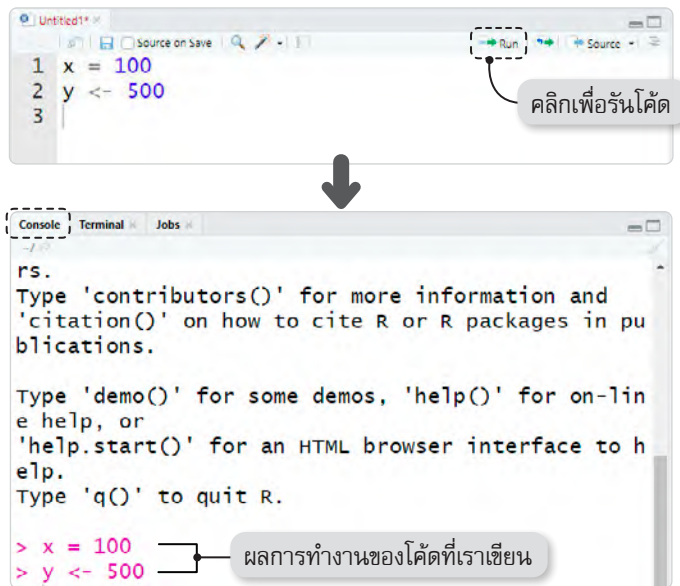 Untitled1*
Source on Save
Run
Source
1 x = 100
2 y <- 500
3
คลิกเพื่อรันโค้ด
Console Terminal Jobs
~/
rs.
Type 'contributors()' for more information and
'citation()' on how to cite R or R packages in pu
blications.
Type 'demo()' for some demos, 'help()' for on-lin
e help, or
'help.start()' for an HTML browser interface to h
elp.
Type 'q()' to quit R.
> x = 100
> y <- 500
ผลการทำงานของโค้ดที่เราเขียน